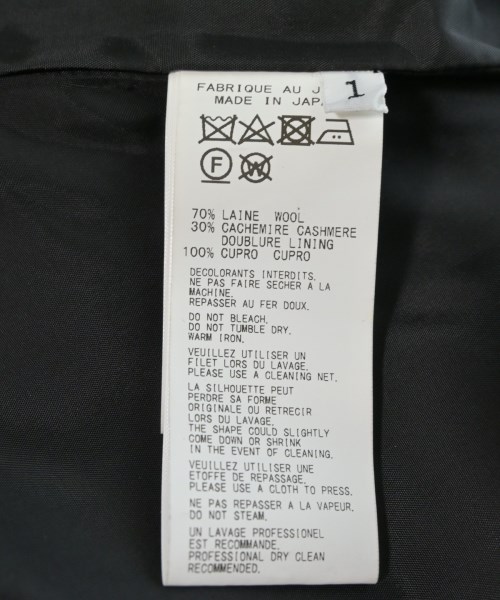 FABRIQUE AU
MADE IN
1
F
W
70% LAINE WOOL
30% CACHEMIRE CASHMERE
DOUBLURE LINING
100% CUPRO CUPRO
DECOLORANTS INTERDITS.
NE PAS FAIRE SECHER A LA
MACHINE.
REPASSER AU FER DOUX.
DO NOT BLEACH.
DO NOT TUMBLE DRY.
WARM IRON.
VEUILLEZ UTILISER UN
FILET LORS DU LAVAGE.
PLEASE USE A CLEANING NET.
LA SILHOUETTE PEUT
PERDRE SA FORME
ORIGINALE OU RETRECIR
LORS DU LAVAGE.
THE SHAPE COULD SLIGHTLY
COME DOWN OR SHRINK
IN THE EVENT OF CLEANING.
VEUILLEZ UTILISER UNE
ETOFFE DE REPASSAGE.
PLEASE USE A CLOTH TO PRESS.
NE PAS REPASSER A LA VAPEUR.
DO NOT STEAM.
UN LAVAGE PROFESSIONEL
EST RECOMMANDE.
PROFESSIONAL DRY CLEAN
RECOMMENDED.